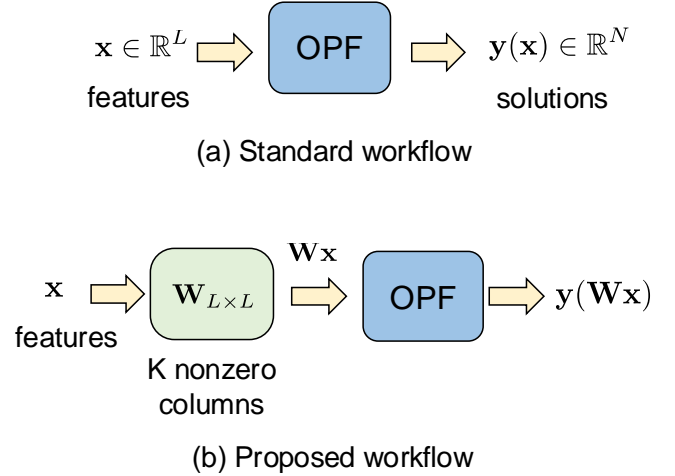 𝐱 ∈ ℝ^L OPF 𝐲(𝐱) ∈ ℝ^N
features solutions
(a) Standard workflow
𝐖𝐱
𝐱 𝐖_{L×L} OPF 𝐲(𝐖𝐱)
features
K nonzero
columns
(b) Proposed workflow